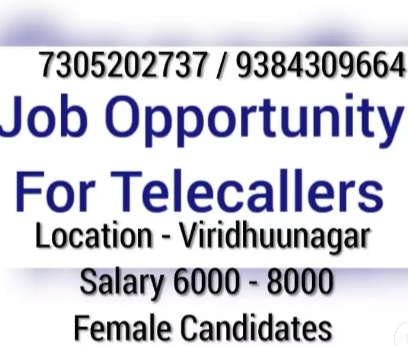 7305202737 / 9384309664
Job Opportunity
For Telecallers
Location - Viridhuunagar
Salary 6000 - 8000
Female Candidates